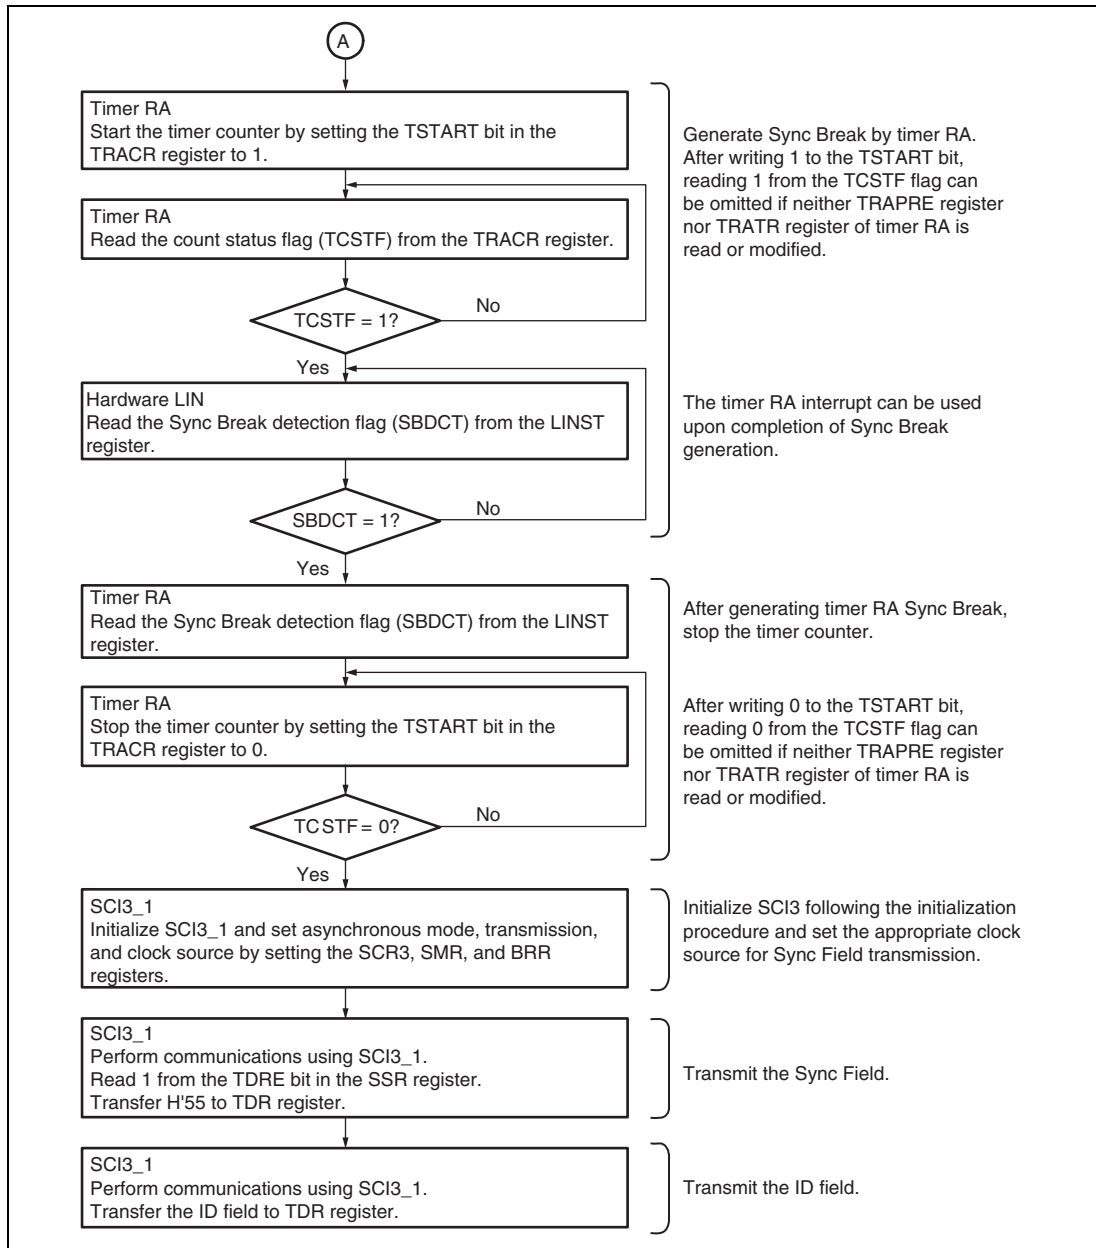 A
Timer RA
Start the timer counter by setting the TSTART bit in the
TRACR register to 1.
Generate Sync Break by timer RA.
After writing 1 to the TSTART bit,
reading 1 from the TCSTF flag can
be omitted if neither TRAPRE register
nor TRATR register of timer RA is
read or modified.
Timer RA
Read the count status flag (TCSTF) from the TRACR register.
TCSTF = 1?
No
Yes
Hardware LIN
Read the Sync Break detection flag (SBDCT) from the LINST
register.
The timer RA interrupt can be used
upon completion of Sync Break
generation.
SBDCT = 1?
No
Yes
Timer RA
Read the Sync Break detection flag (SBDCT) from the LINST
register.
After generating timer RA Sync Break,
stop the timer counter.
Timer RA
Stop the timer counter by setting the TSTART bit in the
TRACR register to 0.
After writing 0 to the TSTART bit,
reading 0 from the TCSTF flag can
be omitted if neither TRAPRE register
nor TRATR register of timer RA is
read or modified.
TCSTF = 0?
No
Yes
SCI3_1
Initialize SCI3_1 and set asynchronous mode, transmission,
and clock source by setting the SCR3, SMR, and BRR
registers.
Initialize SCI3 following the initialization
procedure and set the appropriate clock
source for Sync Field transmission.
SCI3_1
Perform communications using SCI3_1.
Read 1 from the TDRE bit in the SSR register.
Transfer H'55 to TDR register.
Transmit the Sync Field.
SCI3_1
Perform communications using SCI3_1.
Transfer the ID field to TDR register.
Transmit the ID field.